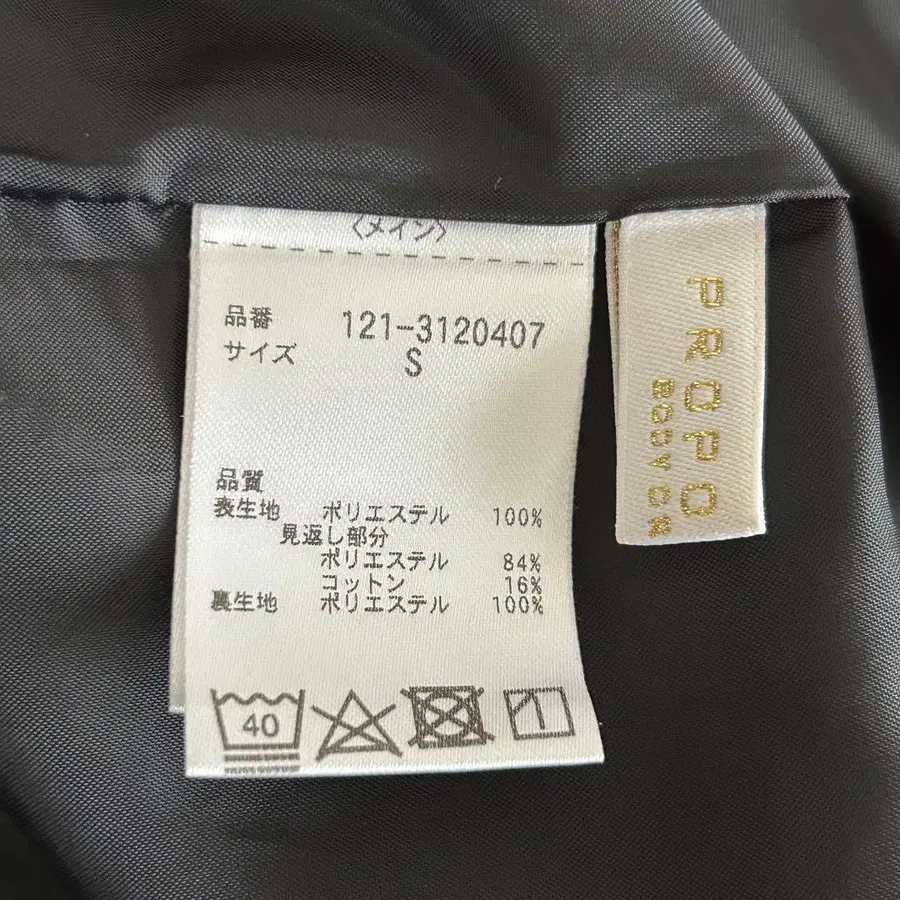 〈メイン〉
品番 121-3120407
サイズ S
品質
表生地 ポリエステル 100%
見返し部分
ポリエステル 84%
コットン 16%
裏生地 ポリエステル 100%
40
PROPO
BODY CR